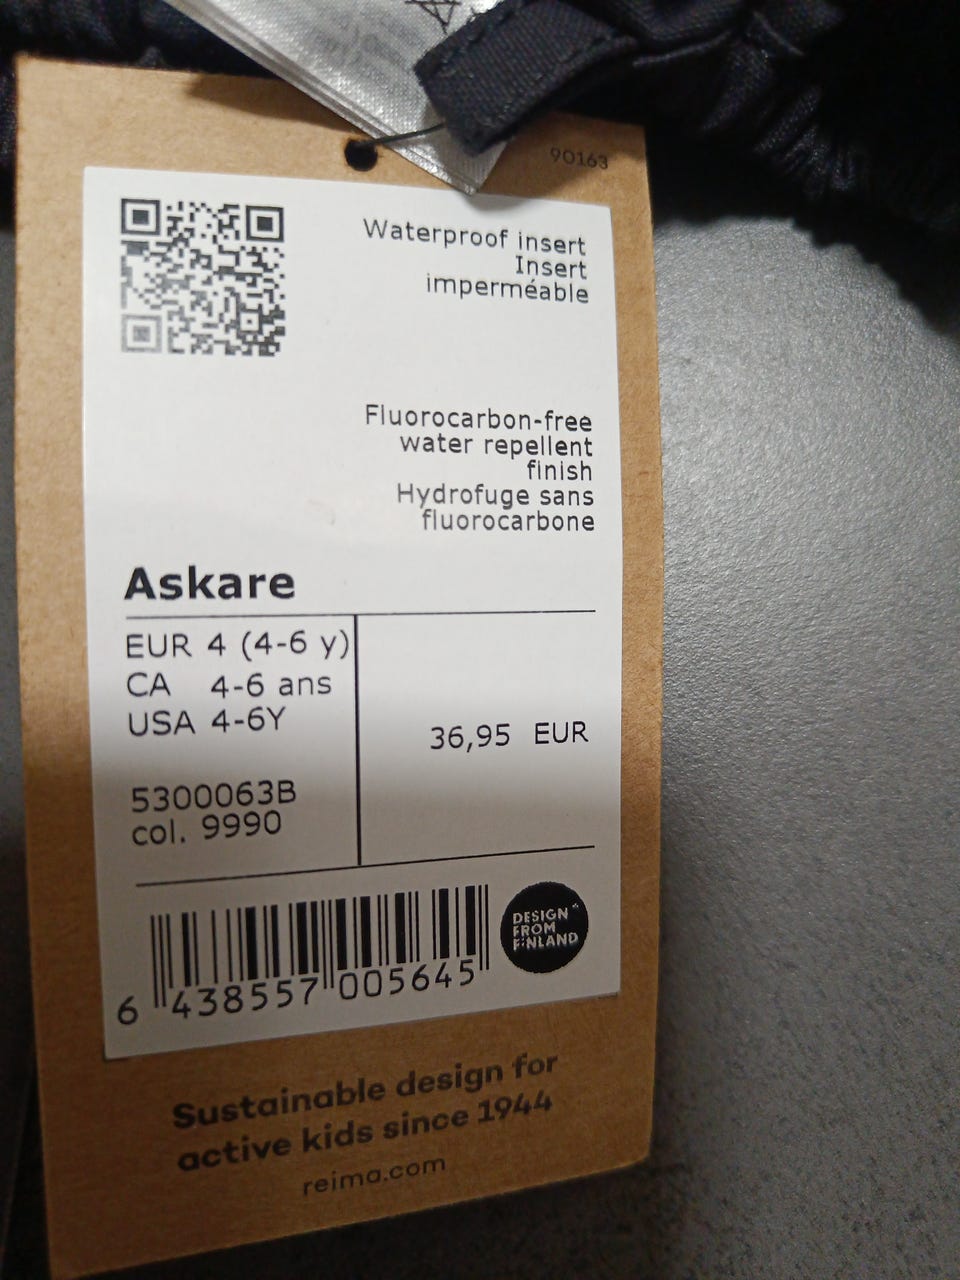 90163
Waterproof insert
Insert
imperméable
Fluorocarbon-free
water repellent
finish
Hydrofuge sans
fluorocarbone
Askare
EUR 4 (4-6 y)
CA 4-6 ans
USA 4-6Y
36,95 EUR
5300063B
col. 9990
6 438557 005645
DESIGN
FROM
FINLAND
Sustainable design for
active kids since 1944
reima.com